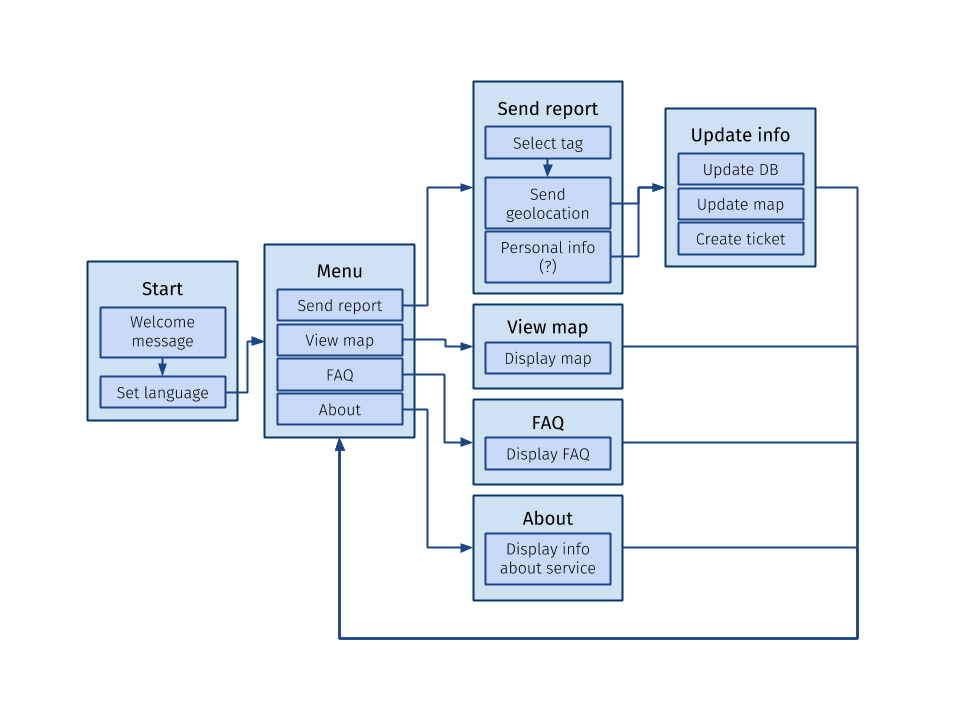 Start
Welcome
message
Set language
Menu
Send report
View map
FAQ
About
Send report
Select tag
Send
geolocation
Personal info
(?)
Update info
Update DB
Update map
Create ticket
View map
Display map
FAQ
Display FAQ
About
Display info
about service